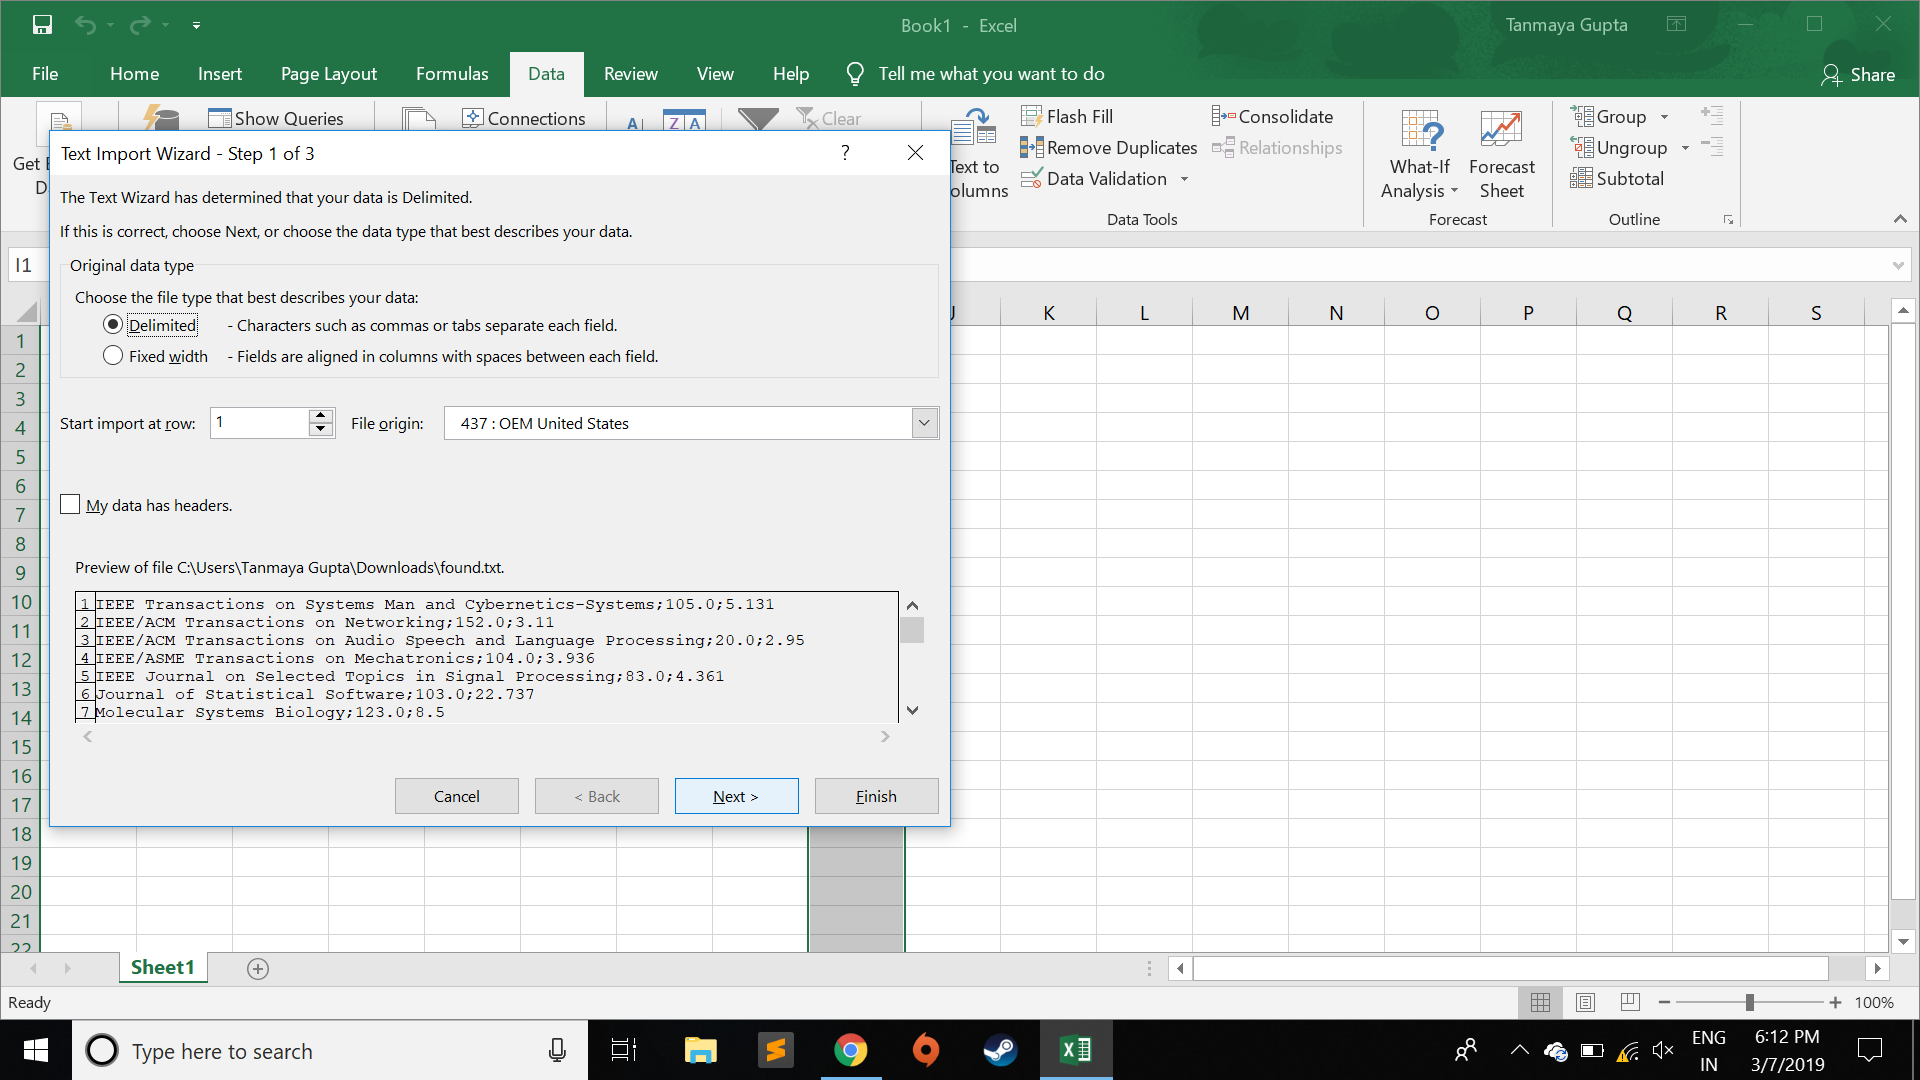 Book1 - Excel
Tanmaya Gupta
File Home Insert Page Layout Formulas Data Review View Help Tell me what you want to do Share
Show Queries Connections Clear Flash Fill Consolidate Group
Remove Duplicates Relationships Ungroup
Data Validation Subtotal
Get
What-If Analysis
Forecast Sheet
Data Tools Forecast Outline
Text Import Wizard - Step 1 of 3 ?
The Text Wizard has determined that your data is Delimited.
If this is correct, choose Next, or choose the data type that best describes your data.
I1
Original data type
Choose the file type that best describes your data:
Delimited - Characters such as commas or tabs separate each field.
Fixed width - Fields are aligned in columns with spaces between each field.
Start import at row: 1 File origin: 437 : OEM United States
My data has headers.
Preview of file C:\Users\Tanmaya Gupta\Downloads\found.txt.
1 IEEE Transactions on Systems Man and Cybernetics-Systems;105.0;5.131
2 IEEE/ACM Transactions on Networking;152.0;3.11
3 IEEE/ACM Transactions on Audio Speech and Language Processing;20.0;2.95
4 IEEE/ASME Transactions on Mechatronics;104.0;3.936
5 IEEE Journal on Selected Topics in Signal Processing;83.0;4.361
6 Journal of Statistical Software;103.0;22.737
7 Molecular Systems Biology;123.0;8.5
Cancel < Back Next > Finish
K L M N O P Q R S
1
2
3
4
5
6
7
8
9
10
11
12
13
14
15
16
17
18
19
20
21
22
Sheet1
Ready 100%
Type here to search
ENG
IN
6:12 PM
3/7/2019